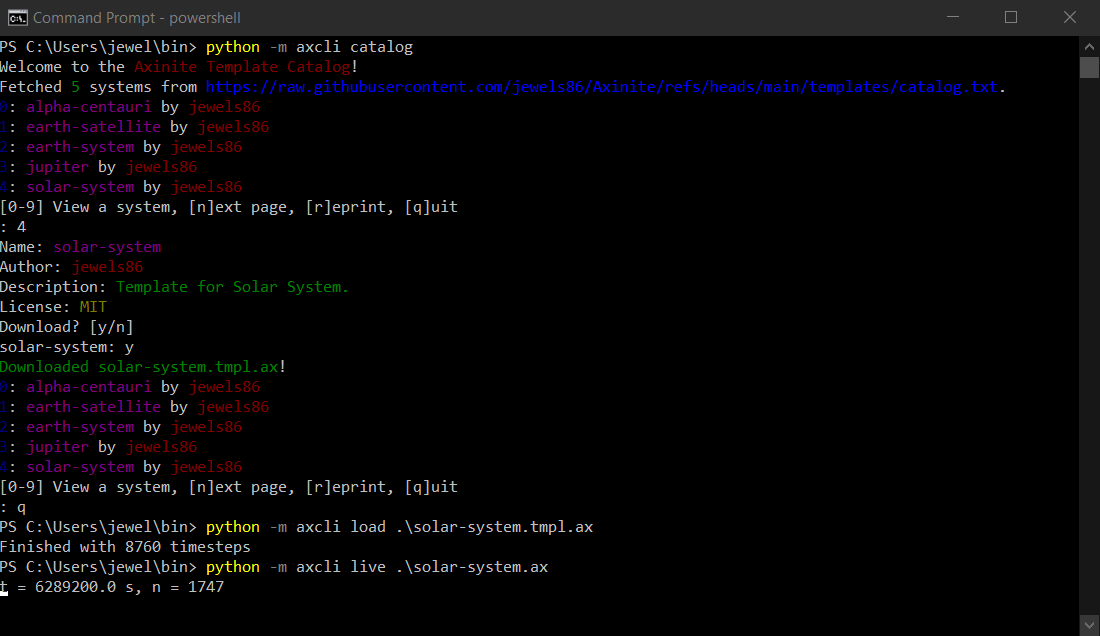 Command Prompt - powershell
PS C:\Users\jewel\bin> python -m axcli catalog
Welcome to the Axinite Template Catalog!
Fetched 5 systems from https://raw.githubusercontent.com/jewels86/Axinite/refs/heads/main/templates/catalog.txt.
0: alpha-centauri by jewels86
1: earth-satellite by jewels86
2: earth-system by jewels86
3: jupiter by jewels86
4: solar-system by jewels86
[0-9] View a system, [n]ext page, [r]eprint, [q]uit
: 4
Name: solar-system
Author: jewels86
Description: Template for Solar System.
License: MIT
Download? [y/n]
solar-system: y
Downloaded solar-system.tmpl.ax!
0: alpha-centauri by jewels86
1: earth-satellite by jewels86
2: earth-system by jewels86
3: jupiter by jewels86
4: solar-system by jewels86
[0-9] View a system, [n]ext page, [r]eprint, [q]uit
: q
PS C:\Users\jewel\bin> python -m axcli load .\solar-system.tmpl.ax
Finished with 8760 timesteps
PS C:\Users\jewel\bin> python -m axcli live .\solar-system.ax
t = 6289200.0 s, n = 1747